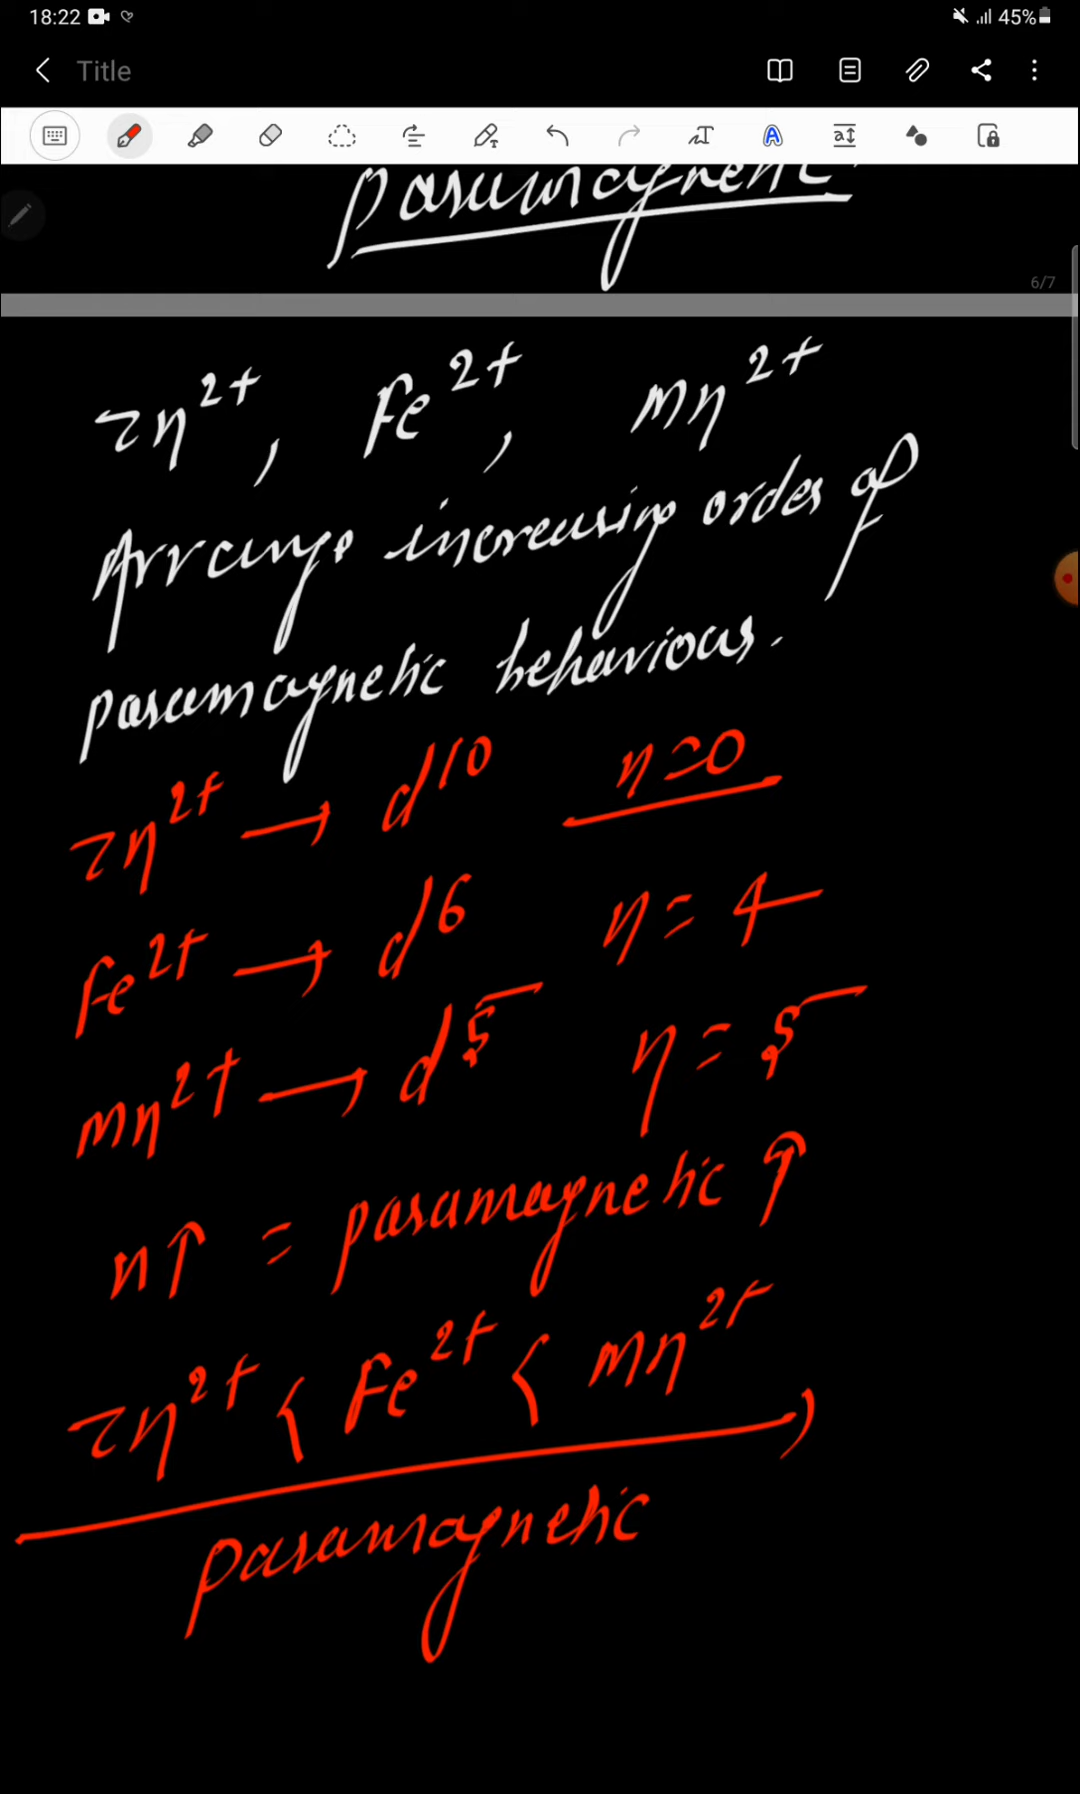 18:22 45%
Title
paramagnetic
6/7
Zn²⁺, Fe²⁺, Mn²⁺
Arrange increasing order of
paramagnetic behaviour.
Zn²⁺ → d¹⁰ n=0
Fe²⁺ → d⁶ n=4
Mn²⁺ → d⁵ n=5
n↑ = paramagnetic ↑
Zn²⁺ < Fe²⁺ < Mn²⁺,
paramagnetic